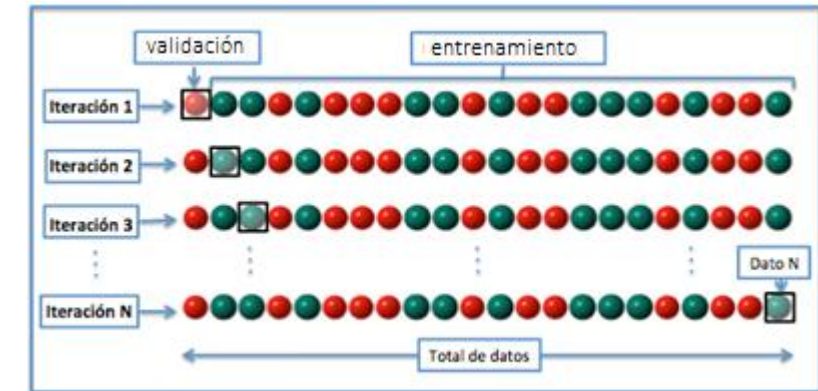 validación
entrenamiento
Iteración 1
Iteración 2
Iteración 3
Dato N
Iteración N
Total de datos